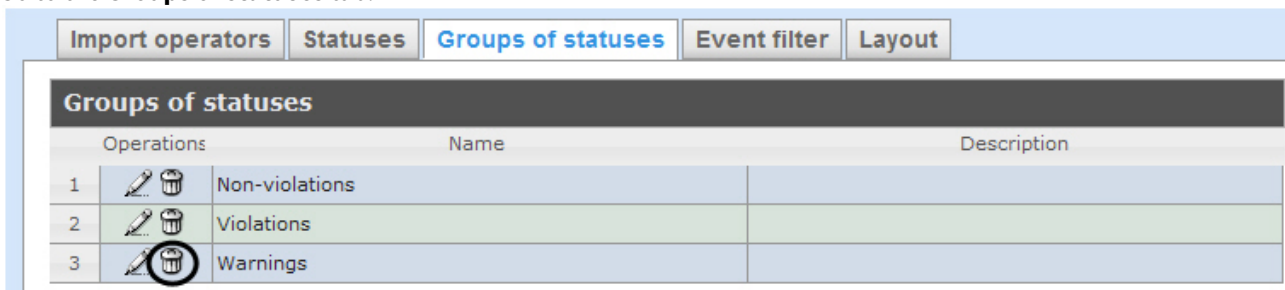 Import operators Statuses Groups of statuses Event filter Layout
Groups of statuses
Operations Name Description
1 Non-violations
2 Violations
3 Warnings